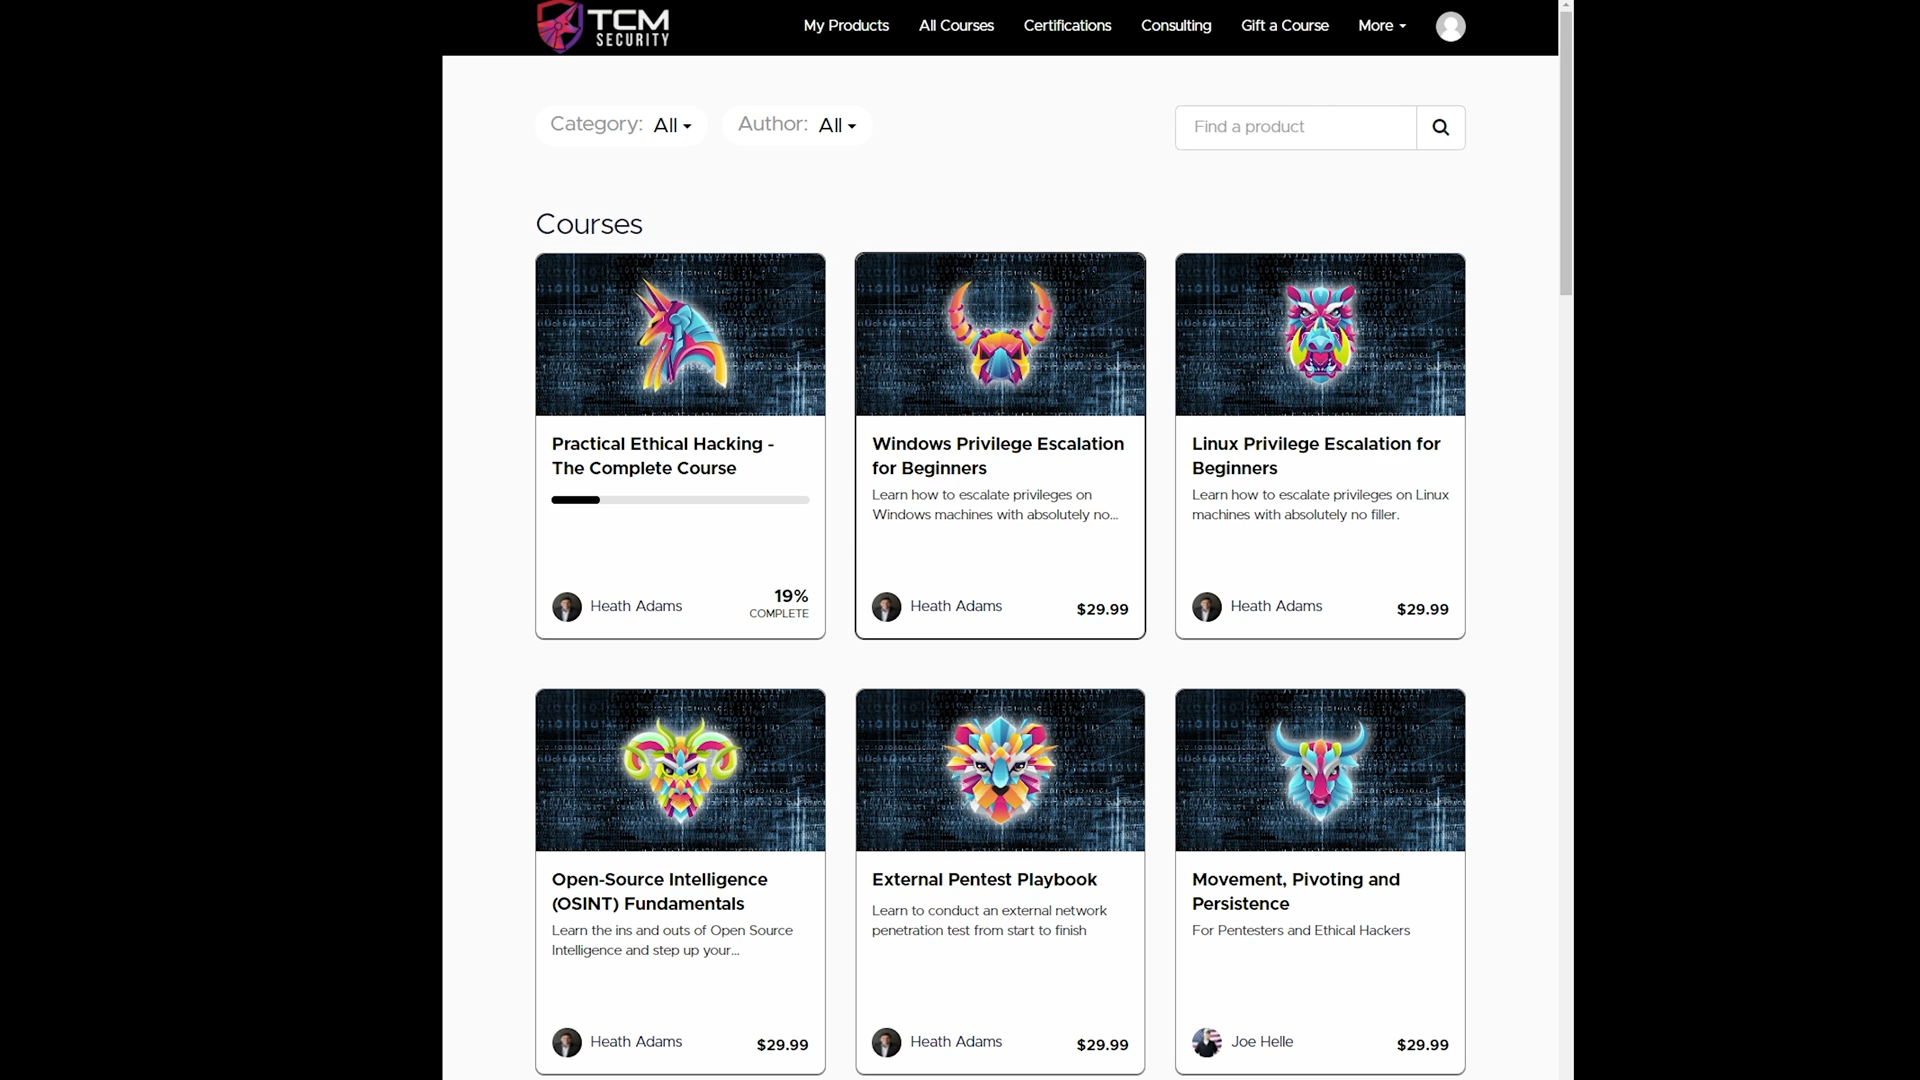 TCM
SECURITY
My Products
All Courses
Certifications
Consulting
Gift a Course
More
Category: All
Author: All
Find a product
Courses
Practical Ethical Hacking -
The Complete Course
Heath Adams
19%
COMPLETE
Windows Privilege Escalation
for Beginners
Learn how to escalate privileges on
Windows machines with absolutely no...
Heath Adams
$29.99
Linux Privilege Escalation for
Beginners
Learn how to escalate privileges on Linux
machines with absolutely no filler.
Heath Adams
$29.99
Open-Source Intelligence
(OSINT) Fundamentals
Learn the ins and outs of Open Source
Intelligence and step up your...
Heath Adams
$29.99
External Pentest Playbook
Learn to conduct an external network
penetration test from start to finish
Heath Adams
$29.99
Movement, Pivoting and
Persistence
For Pentesters and Ethical Hackers
Joe Helle
$29.99